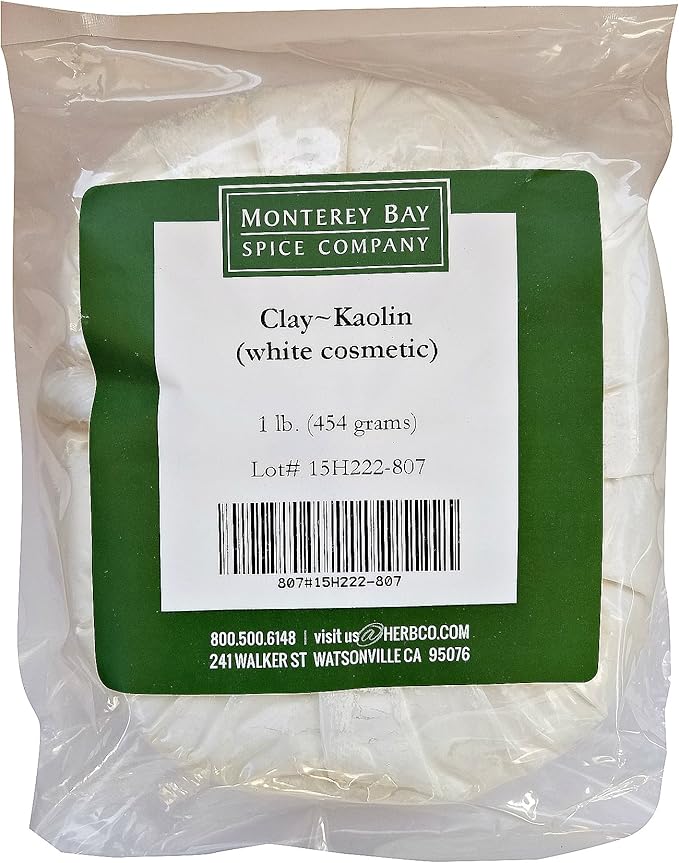 MONTEREY BAY
SPICE COMPANY
Clay~Kaolin
(white cosmetic)
1 lb. (454 grams)
Lot# 15H222-807
807#15H222-807
800.500.6148 | visit us@HERBCO.COM
241 WALKER ST WATSONVILLE CA 95076